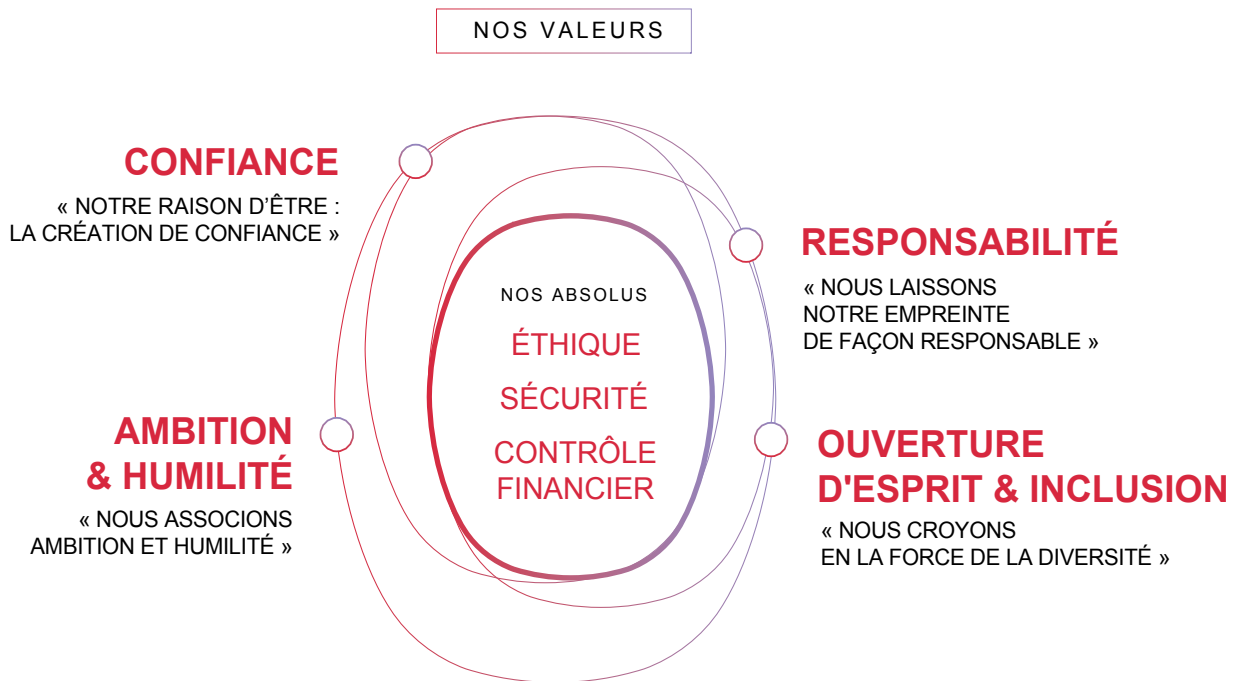 NOS VALEURS
CONFIANCE
« NOTRE RAISON D’ÊTRE :
LA CRÉATION DE CONFIANCE »
RESPONSABILITÉ
« NOUS LAISSONS
NOTRE EMPREINTE
DE FAÇON RESPONSABLE »
NOS ABSOLUS
ÉTHIQUE
SÉCURITÉ
CONTRÔLE
FINANCIER
AMBITION
& HUMILITÉ
« NOUS ASSOCIONS
AMBITION ET HUMILITÉ »
OUVERTURE
D'ESPRIT & INCLUSION
« NOUS CROYONS
EN LA FORCE DE LA DIVERSITÉ »